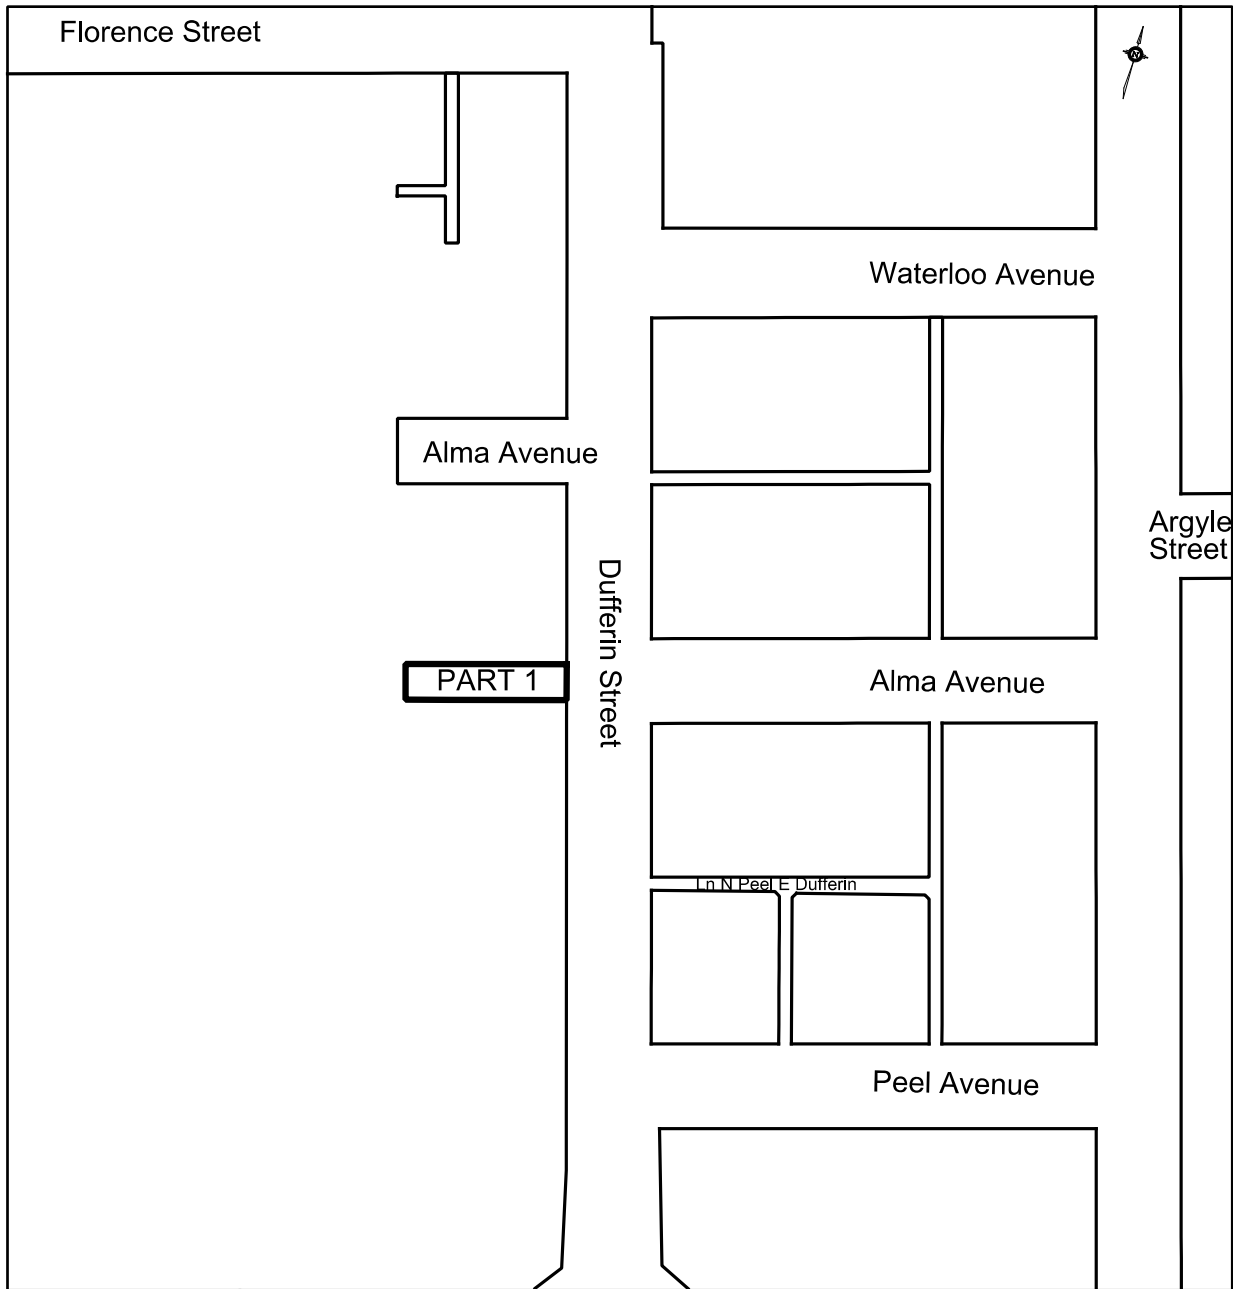 Florence Street
N
Waterloo Avenue
Alma Avenue
Argyle
Street
Dufferin Street
PART 1
Alma Avenue
Ln N Peel E Dufferin
Peel Avenue